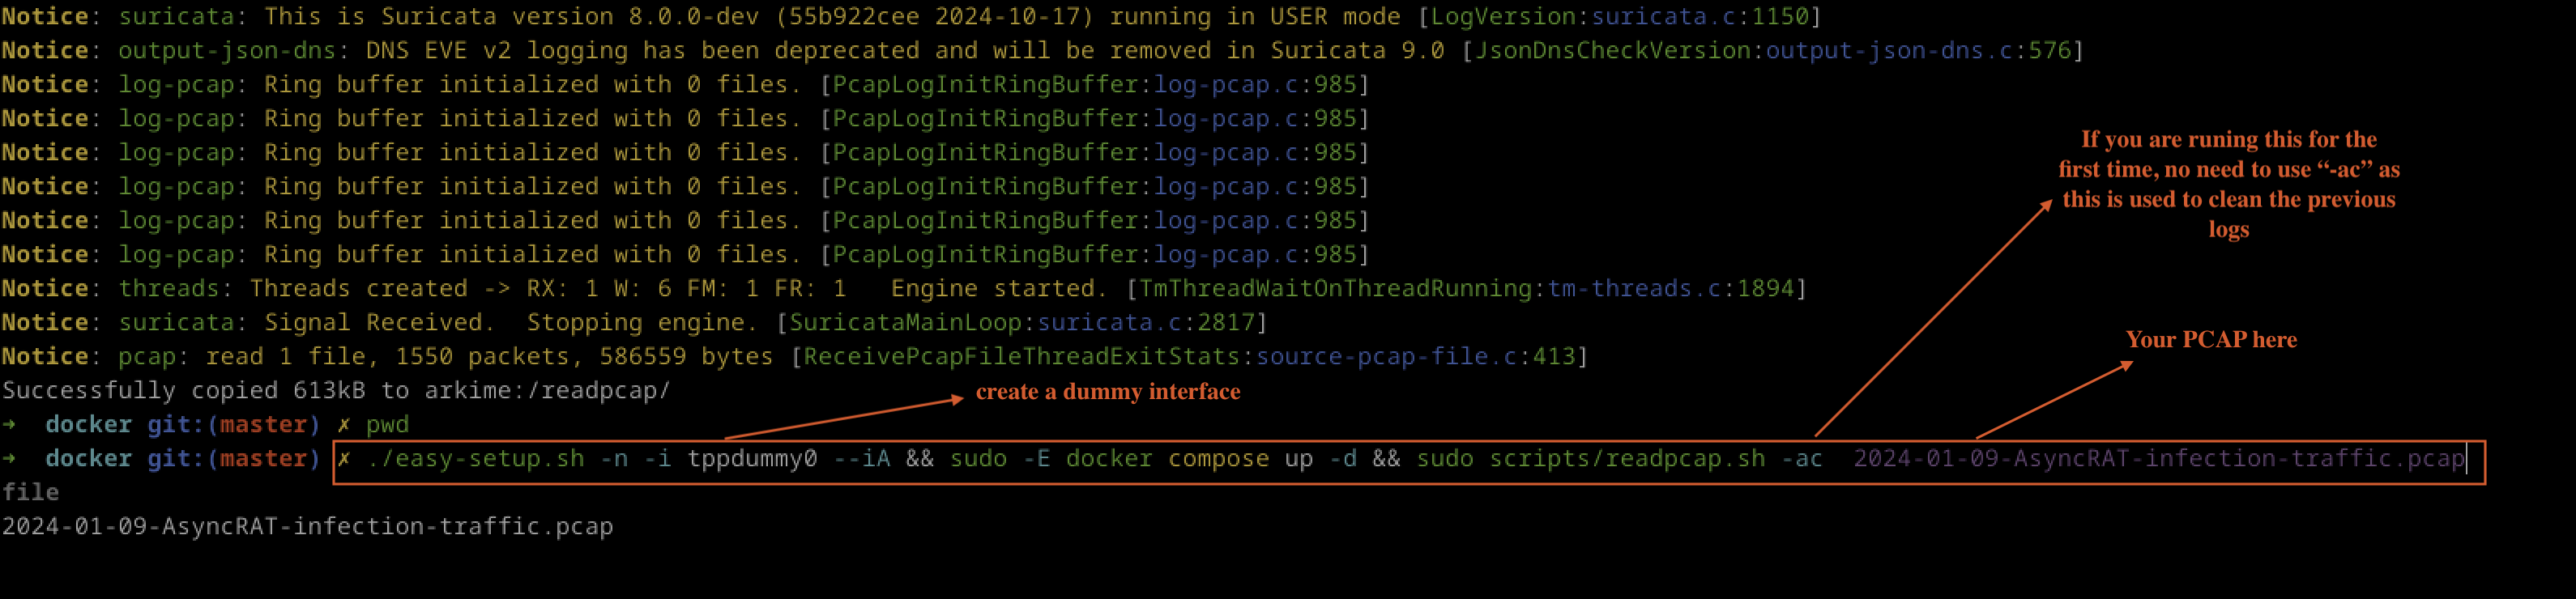 Notice: suricata: This is Suricata version 8.0.0-dev (55b922cee 2024-10-17) running in USER mode [LogVersion:suricata.c:1150]
Notice: output-json-dns: DNS EVE v2 logging has been deprecated and will be removed in Suricata 9.0 [JsonDnsCheckVersion:output-json-dns.c:576]
Notice: log-pcap: Ring buffer initialized with 0 files. [PcapLogInitRingBuffer:log-pcap.c:985]
Notice: log-pcap: Ring buffer initialized with 0 files. [PcapLogInitRingBuffer:log-pcap.c:985]
Notice: log-pcap: Ring buffer initialized with 0 files. [PcapLogInitRingBuffer:log-pcap.c:985]
Notice: log-pcap: Ring buffer initialized with 0 files. [PcapLogInitRingBuffer:log-pcap.c:985]
Notice: log-pcap: Ring buffer initialized with 0 files. [PcapLogInitRingBuffer:log-pcap.c:985]
Notice: log-pcap: Ring buffer initialized with 0 files. [PcapLogInitRingBuffer:log-pcap.c:985]
Notice: threads: Threads created -> RX: 1 W: 6 FM: 1 FR: 1   Engine started. [TmThreadWaitOnThreadRunning:tm-threads.c:1894]
Notice: suricata: Signal Received.  Stopping engine. [SuricataMainLoop:suricata.c:2817]
Notice: pcap: read 1 file, 1550 packets, 586559 bytes [ReceivePcapFileThreadExitStats:source-pcap-file.c:413]
Successfully copied 613kB to arkime:/readpcap/
→  docker git:(master) ✗ pwd
→  docker git:(master) ✗ ./easy-setup.sh -n -i tppdummy0 --iA && sudo -E docker compose up -d && sudo scripts/readpcap.sh -ac  2024-01-09-AsyncRAT-infection-traffic.pcap
file
2024-01-09-AsyncRAT-infection-traffic.pcap
If you are runing this for the
first time, no need to use “-ac” as
this is used to clean the previous
logs
Your PCAP here
create a dummy interface